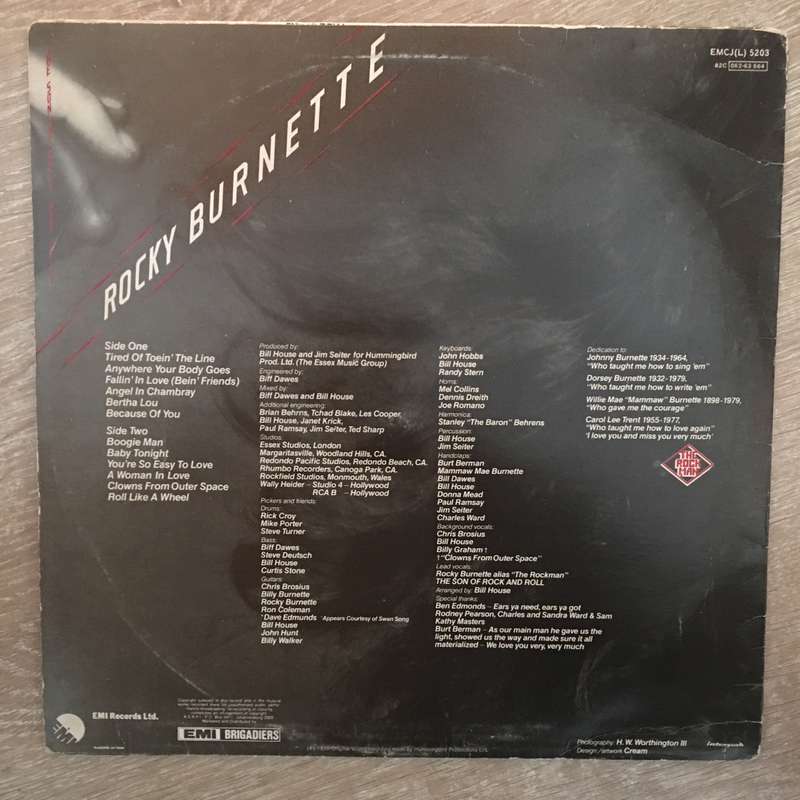 EMCJ(L) 5203
82C 062-63 664
ROCKY BURNETTE
Side One
Tired Of Toein' The Line
Anywhere Your Body Goes
Fallin' In Love (Bein' Friends)
Angel In Chambray
Bertha Lou
Because Of You
Side Two
Boogie Man
Baby Tonight
You're So Easy To Love
A Woman In Love
Clowns From Outer Space
Roll Like A Wheel
Produced by:
Bill House and Jim Seiter for Hummingbird
Prod. Ltd. (The Essex Music Group)
Engineered by:
Biff Dawes
Mixed by:
Biff Dawes and Bill House
Additional engineering:
Brian Behrns, Tchad Blake, Les Cooper,
Bill House, Janet Krick,
Paul Ramsay, Jim Seiter, Ted Sharp
Studios:
Essex Studios, London
Margaritasville, Woodland Hills, CA.
Redondo Pacific Studios, Redondo Beach, CA.
Rhumbo Recorders, Canoga Park, CA.
Rockfield Studios, Monmouth, Wales
Wally Heider – Studio 4 – Hollywood
RCA B – Hollywood
Pickers and friends:
Drums:
Rick Croy
Mike Porter
Steve Turner
Bass:
Biff Dawes
Steve Deutsch
Bill House
Curtis Stone
Guitars:
Chris Brosius
Billy Burnette
Rocky Burnette
Ron Coleman
*Dave Edmunds *Appears Courtesy of Swan Song
Bill House
John Hunt
Billy Walker
Keyboards:
John Hobbs
Bill House
Randy Stern
Horns:
Mel Collins
Dennis Dreith
Joe Romano
Harmonica:
Stanley "The Baron" Behrens
Percussion:
Bill House
Jim Seiter
Handclaps:
Burt Berman
Mammaw Mae Burnette
Bill Dawes
Bill House
Donna Mead
Paul Ramsay
Jim Seiter
Charles Ward
Background vocals:
Chris Brosius
Bill House
Billy Graham †
† "Clowns From Outer Space"
Lead vocals:
Rocky Burnette alias "The Rockman"
THE SON OF ROCK AND ROLL
Arranged by: Bill House
Special thanks:
Ben Edmonds – Ears ya need, ears ya got
Rodney Pearson, Charles and Sandra Ward & Sam
Kathy Masters
Burt Berman – As our main man he gave us the
light, showed us the way and made sure it all
materialized – We love you very, very much
Dedication to:
Johnny Burnette 1934-1964,
"Who taught me how to sing 'em"
Dorsey Burnette 1932-1979,
"Who taught me how to write 'em"
Willie Mae "Mammaw" Burnette 1898-1979,
"Who gave me the courage"
Carol Lee Trent 1955-1977,
"Who taught me how to love again"
'I love you and miss you very much'
THE
ROCK
MAN
EMI Records Ltd.
EMI BRIGADIERS
Photography: H. W. Worthington III
Design/artwork Cream
interpak